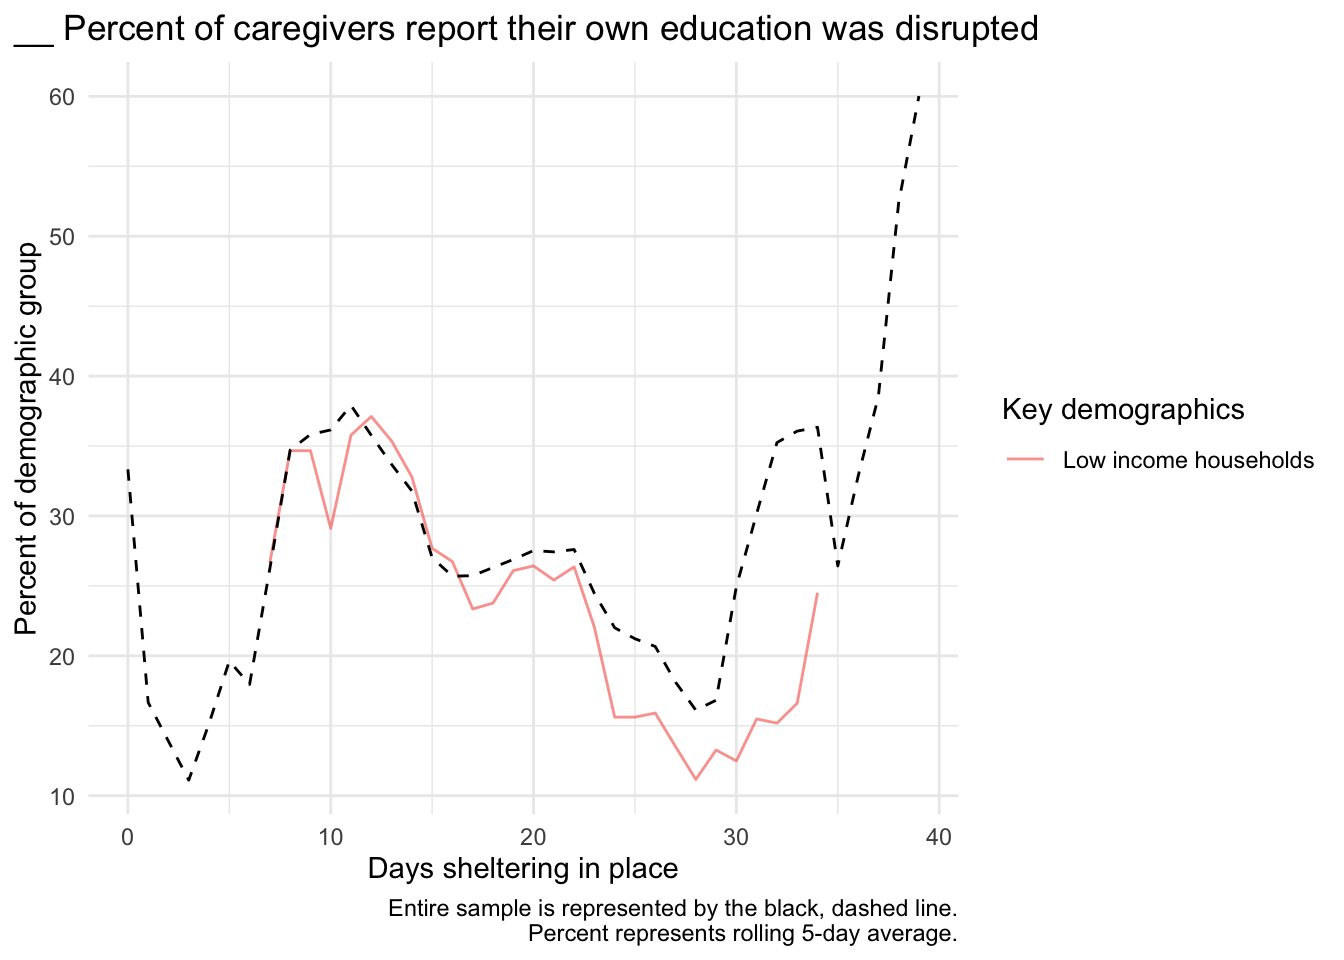 __ Percent of caregivers report their own education was disrupted
60
50
40
30
20
10
Percent of demographic group
0 10 20 30 40
Days sheltering in place
Key demographics
Low income households
Entire sample is represented by the black, dashed line.
Percent represents rolling 5-day average.